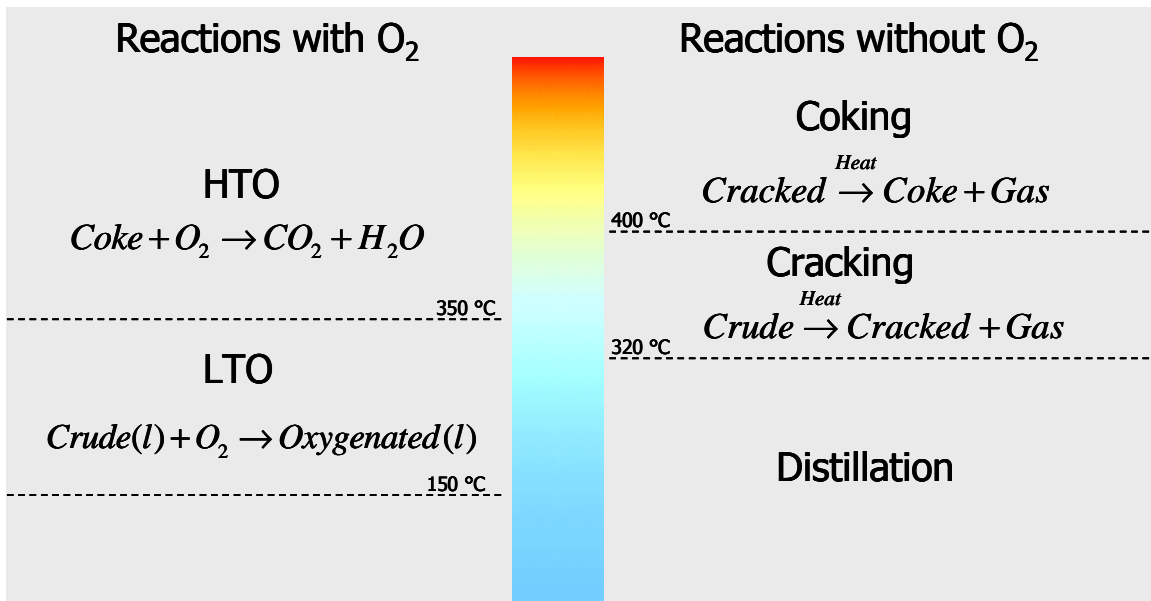 Reactions with O₂
HTO
Coke + O₂ → CO₂ + H₂O
350 °C
LTO
Crude(l) + O₂ → Oxygenated(l)
150 °C
Reactions without O₂
Coking
Heat
Cracked → Coke + Gas
400 °C
Cracking
Heat
Crude → Cracked + Gas
320 °C
Distillation